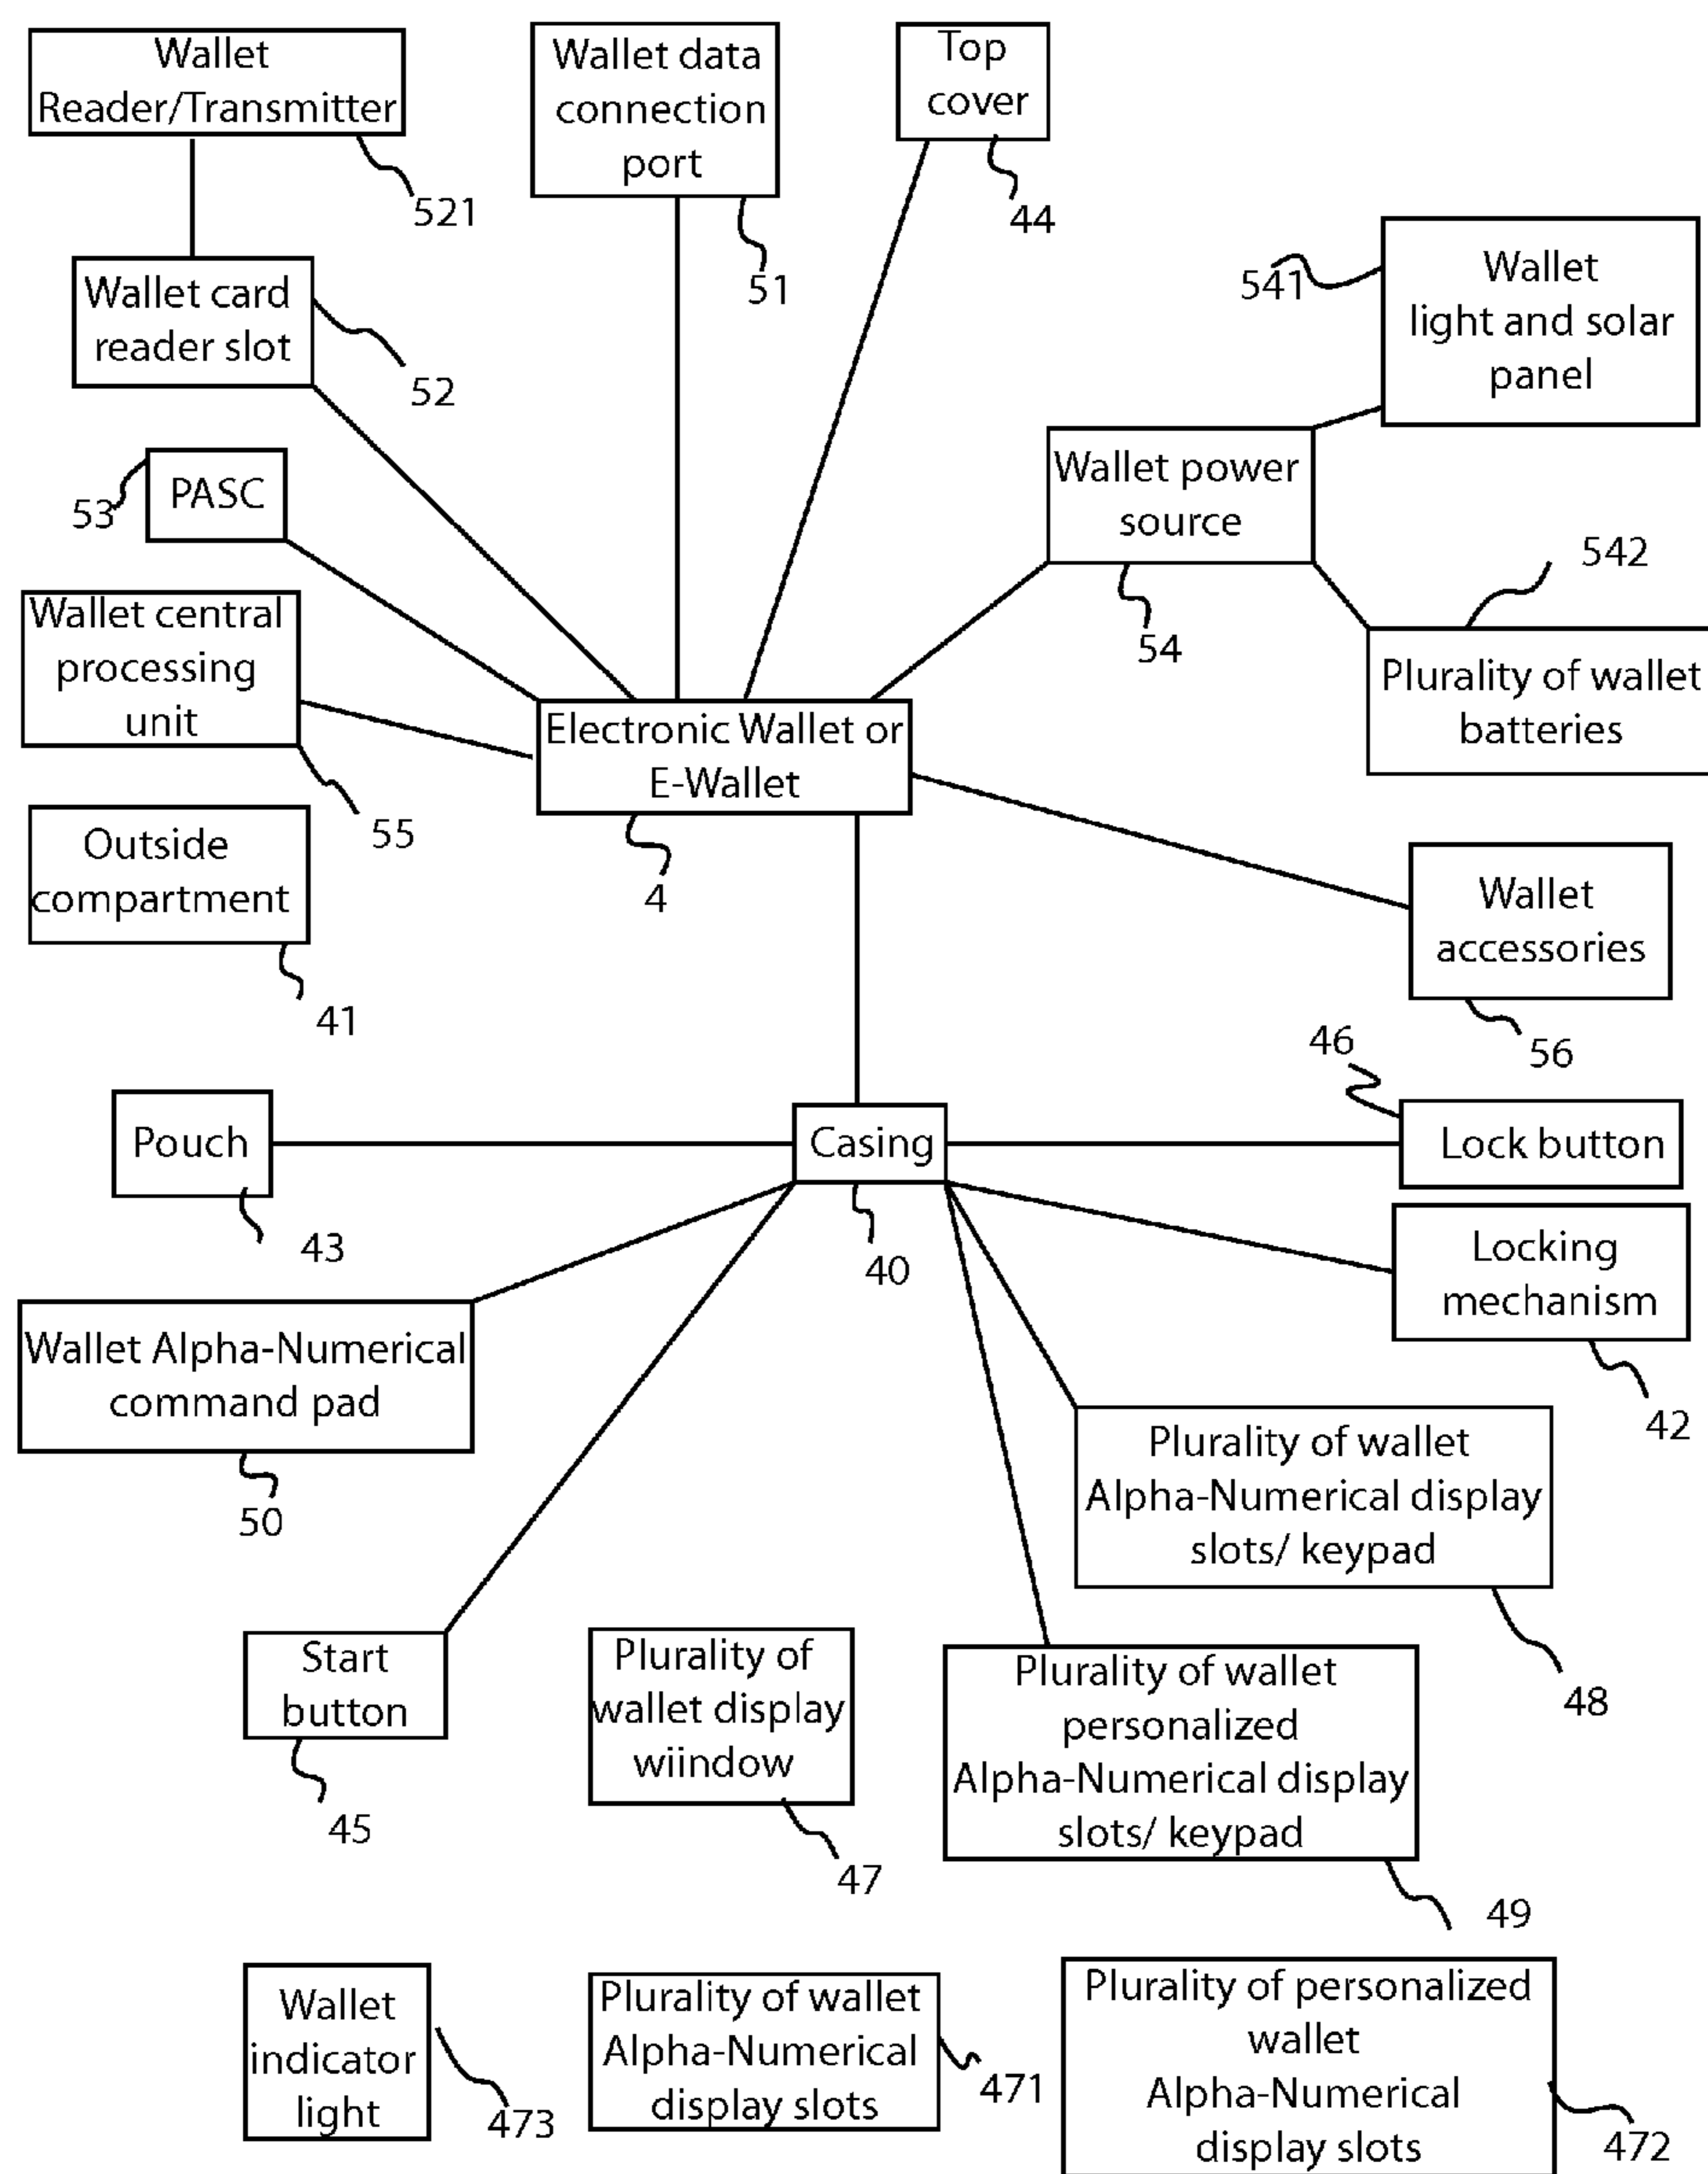 Wallet
Reader/Transmitter
521
Wallet data
connection
port
51
Top
cover
44
Wallet card
reader slot
52
541
Wallet
light and solar
panel
53
PASC
Wallet power
source
54
542
Plurality of wallet
batteries
Wallet central
processing
unit
55
Electronic Wallet or
E-Wallet
4
Outside
compartment
41
Wallet
accessories
56
46
Pouch
43
Casing
40
Lock button
Locking
mechanism
42
Wallet Alpha-Numerical
command pad
50
Plurality of wallet
Alpha-Numerical display
slots/ keypad
48
Start
button
45
Plurality of
wallet display
wiindow
47
Plurality of wallet
personalized
Alpha-Numerical display
slots/ keypad
49
Wallet
indicator
light
473
Plurality of wallet
Alpha-Numerical
display slots
471
Plurality of personalized
wallet
Alpha-Numerical
display slots
472